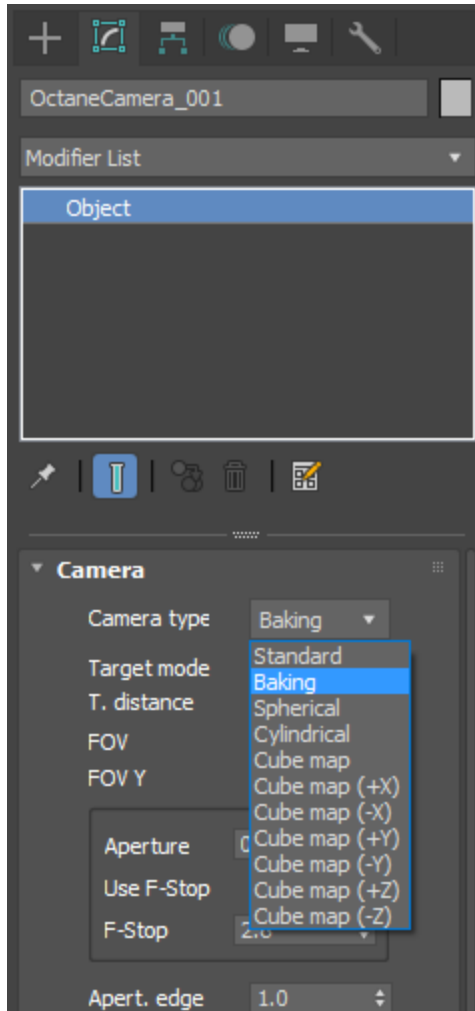 OctaneCamera_001
Modifier List
Object
Camera
Camera type Baking
Standard
Target mode
Baking
T. distance
Spherical
Cylindrical
FOV
Cube map
FOV Y
Cube map (+X)
Cube map (-X)
Cube map (+Y)
Aperture
Cube map (-Y)
Use F-Stop
Cube map (+Z)
Cube map (-Z)
F-Stop 2.8
Apert. edge 1.0